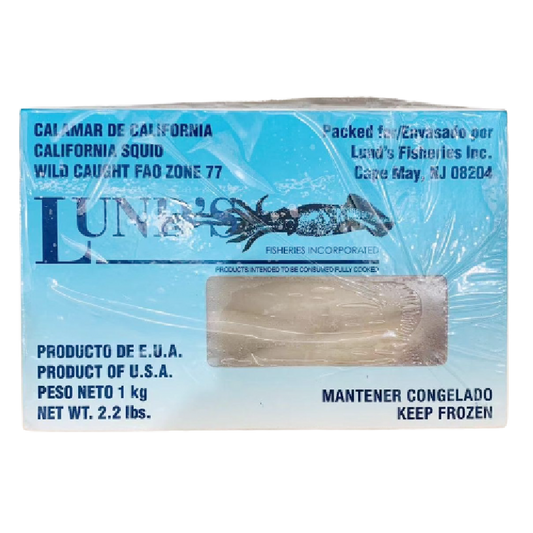 CALAMAR DE CALIFORNIA
CALIFORNIA SQUID
WILD CAUGHT FAO ZONE 77
Packed for/Envasado por
Lund's Fisheries Inc.
Cape May, NJ 08204
LUND'S
FISHERIES INCORPORATED
PRODUCTS INTENDED TO BE CONSUMED FULLY COOKED
PRODUCTO DE E.U.A.
PRODUCT OF U.S.A.
PESO NETO 1 kg
NET WT. 2.2 lbs.
MANTENER CONGELADO
KEEP FROZEN